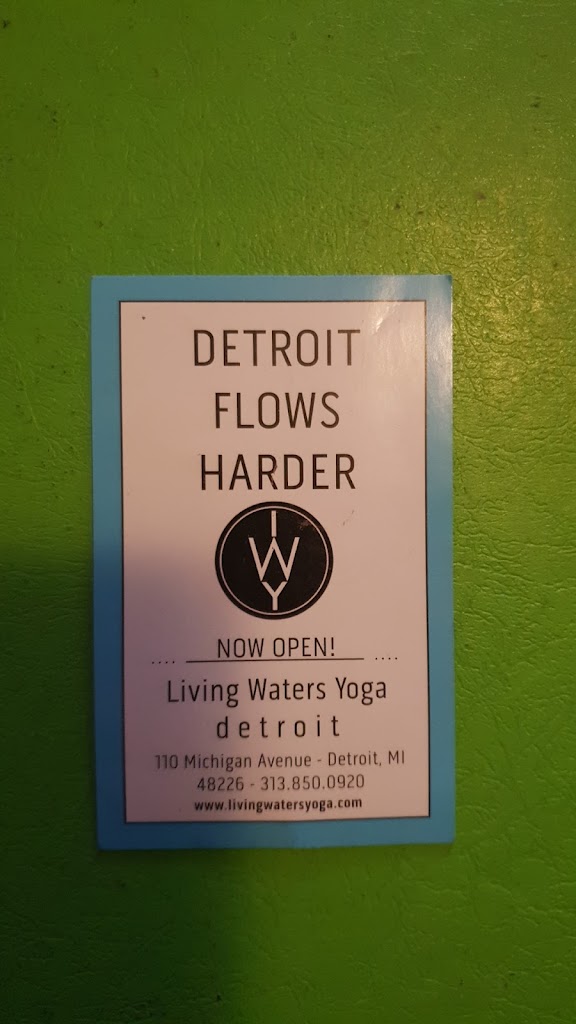 DETROIT
FLOWS
HARDER
l
W
Y
NOW OPEN!
Living Waters Yoga
detroit
110 Michigan Avenue - Detroit, MI
48226 - 313.850.0920
www.livingwatersyoga.com